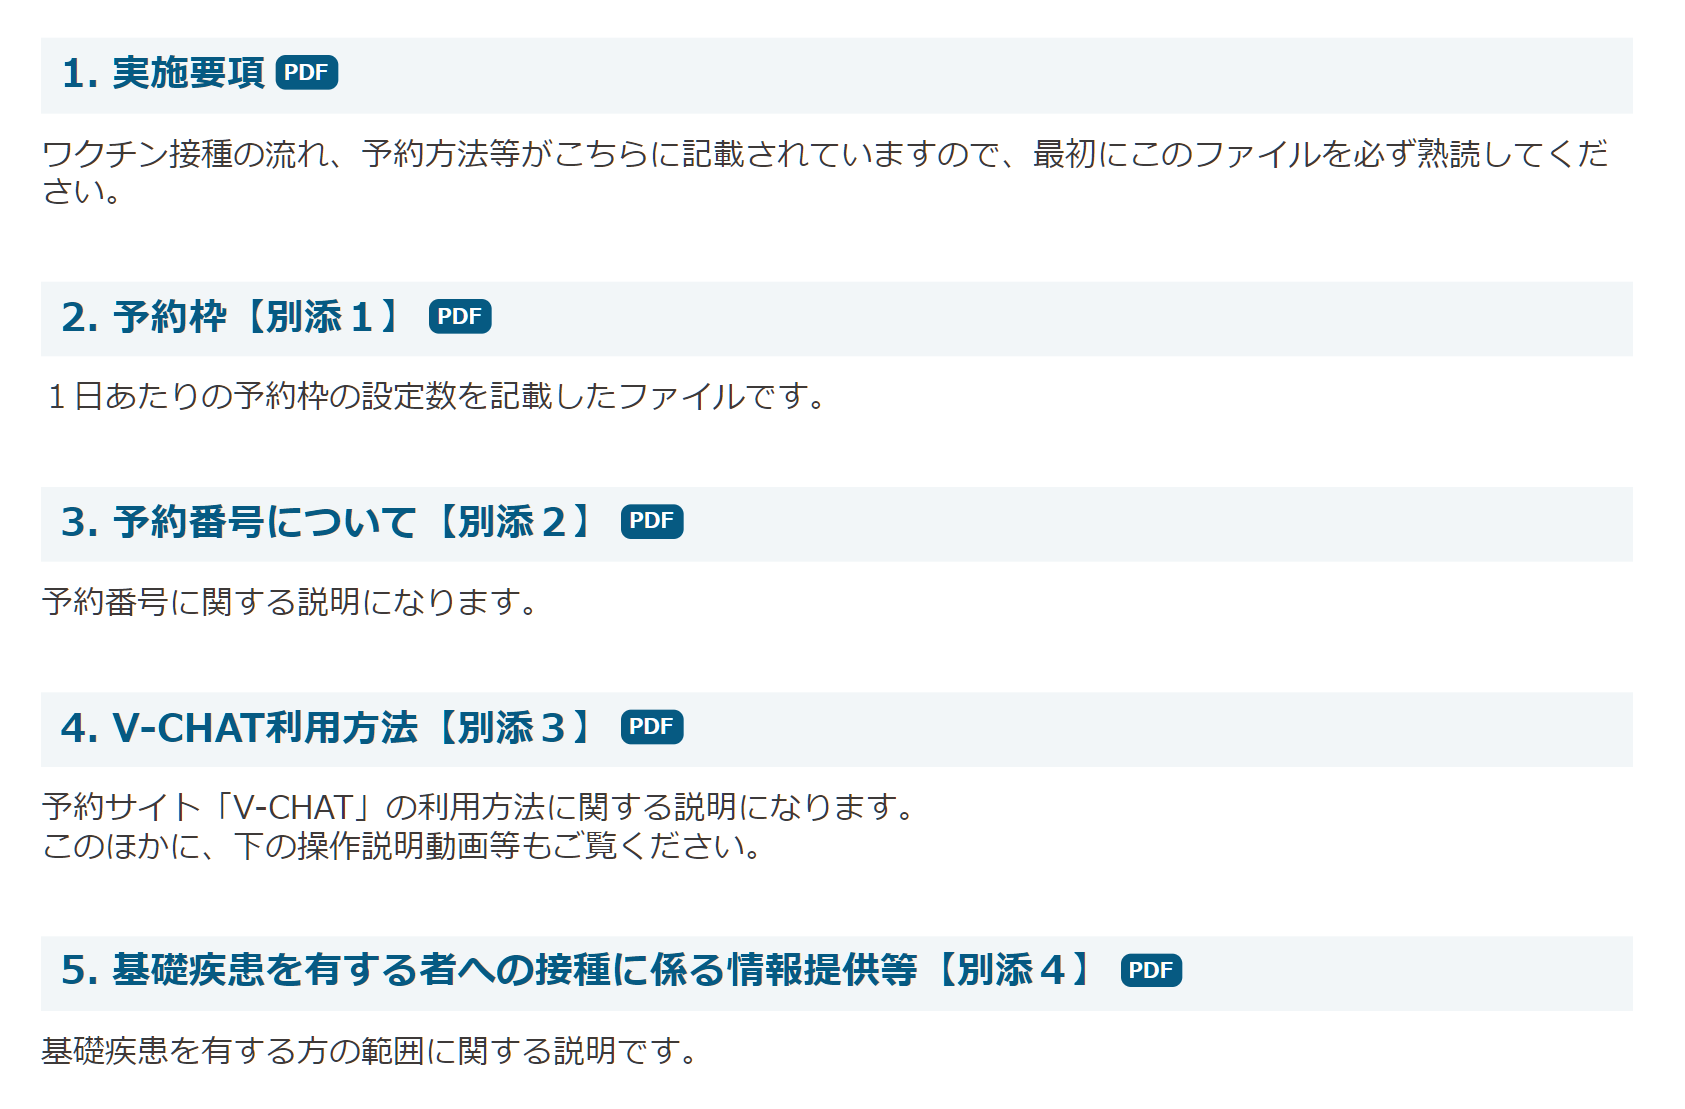 1. 実施要項 PDF
ワクチン接種の流れ、予約方法等がこちらに記載されていますので、最初にこのファイルを必ず熟読してくだ
さい。
2. 予約枠【別添１】 PDF
１日あたりの予約枠の設定数を記載したファイルです。
3. 予約番号について【別添２】 PDF
予約番号に関する説明になります。
4. V-CHAT利用方法【別添３】 PDF
予約サイト「V-CHAT」の利用方法に関する説明になります。
このほかに、下の操作説明動画等もご覧ください。
5. 基礎疾患を有する者への接種に係る情報提供等【別添４】 PDF
基礎疾患を有する方の範囲に関する説明です。